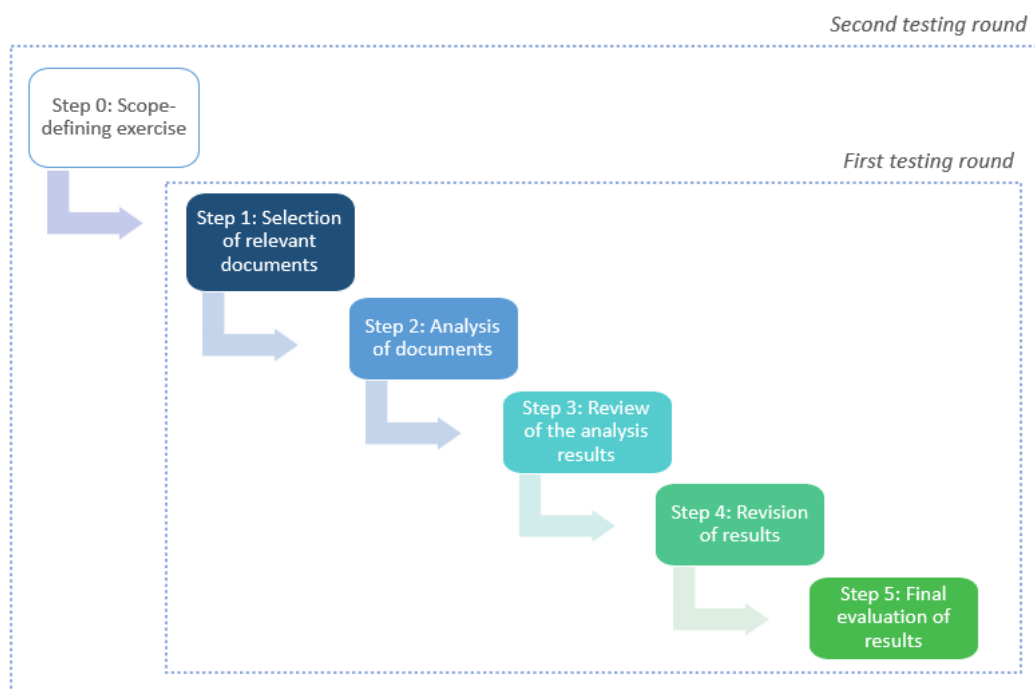 Second testing round
Step 0: Scope-
defining exercise
First testing round
Step 1: Selection
of relevant
documents
Step 2: Analysis
of documents
Step 3: Review
of the analysis
results
Step 4: Revision
of results
Step 5: Final
evaluation of
results